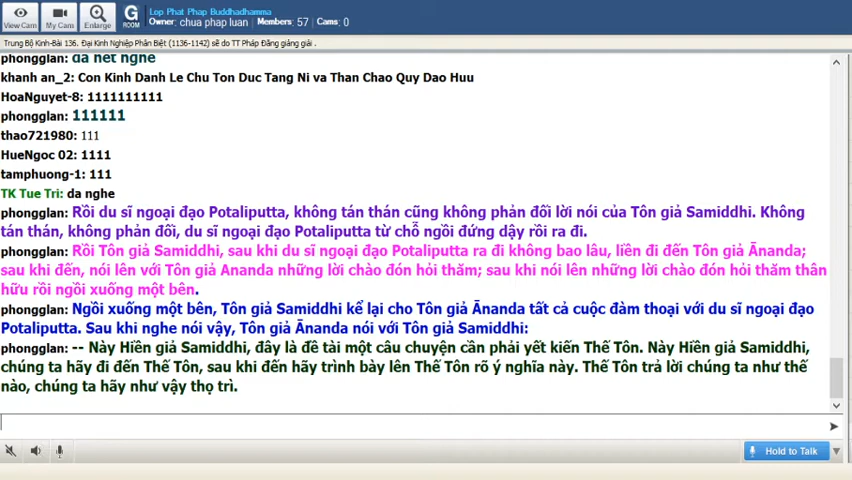 Lop Phat Phap Buddhadhamma
Owner: chua phap luan Members: 57 Cams: 0
View Cam My Cam Enlarge G ROOM
Trung Bộ Kinh-Bài 136. Đại Kinh Nghiệp Phân Biệt (1136-1142) sẽ do TT Pháp Đăng giảng giải .
phongglan: da het nghe
khanh an_2: Con Kinh Danh Le Chu Ton Duc Tang Ni va Than Chao Quy Dao Huu
HoaNguyet-8: 1111111111
phongglan: 111111
thao721980: 111
HueNgoc 02: 1111
tamphuong-1: 111
TK Tue Tri: da nghe
phongglan: Rồi du sĩ ngoại đạo Potaliputta, không tán thán cũng không phản đối lời nói của Tôn giả Samiddhi. Không
tán thán, không phản đối, du sĩ ngoại đạo Potaliputta từ chỗ ngồi đứng dậy rồi ra đi.
phongglan: Rồi Tôn giả Samiddhi, sau khi du sĩ ngoại đạo Potaliputta ra đi không bao lâu, liền đi đến Tôn giả Ānanda;
sau khi đến, nói lên với Tôn giả Ananda những lời chào đón hỏi thăm; sau khi nói lên những lời chào đón hỏi thăm thân
hữu rồi ngồi xuống một bên.
phongglan: Ngồi xuống một bên, Tôn giả Samiddhi kể lại cho Tôn giả Ānanda tất cả cuộc đàm thoại với du sĩ ngoại đạo
Potaliputta. Sau khi nghe nói vậy, Tôn giả Ānanda nói với Tôn giả Samiddhi:
phongglan: -- Này Hiền giả Samiddhi, đây là đề tài một câu chuyện cần phải yết kiến Thế Tôn. Này Hiền giả Samiddhi,
chúng ta hãy đi đến Thế Tôn, sau khi đến hãy trình bày lên Thế Tôn rõ ý nghĩa này. Thế Tôn trả lời chúng ta như thế
nào, chúng ta hãy như vậy thọ trì.
Hold to Talk